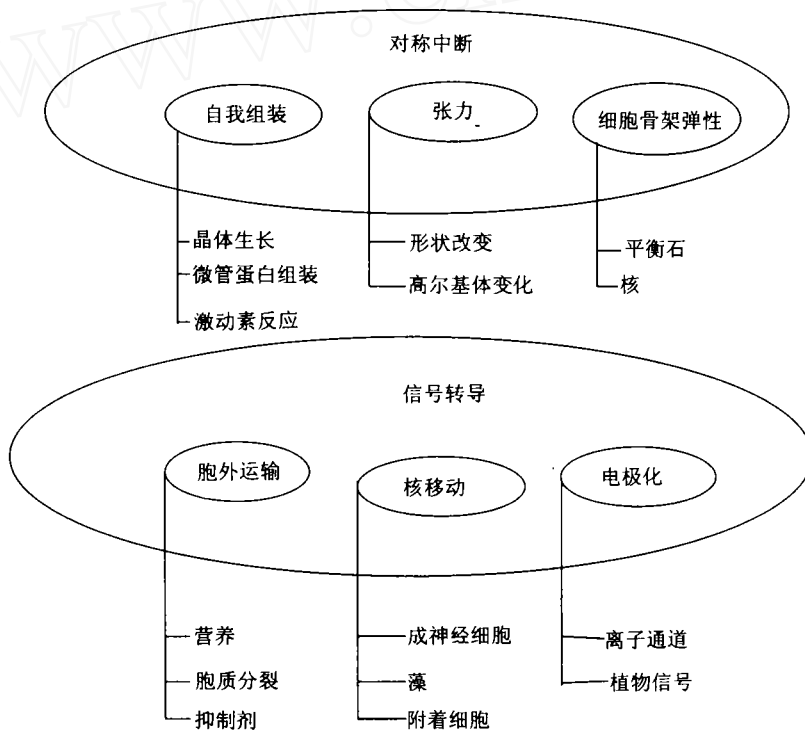 对称中断
自我组装 张力 细胞骨架弹性
晶体生长 形状改变 平衡石
微管蛋白组装 高尔基体变化 核
激动素反应
信号转导
胞外运输 核移动 电极化
营养 成神经细胞 离子通道
胞质分裂 藻 植物信号
抑制剂 附着细胞